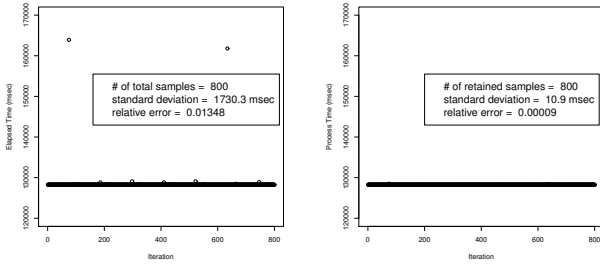 170000
160000
150000
140000
130000
120000
Elapsed Time (msec)
# of total samples = 800
standard deviation = 1730.3 msec
relative error = 0.01348
0 200 400 600 800
Iteration
170000
160000
150000
140000
130000
120000
Process Time (msec)
# of retained samples = 800
standard deviation = 10.9 msec
relative error = 0.00009
0 200 400 600 800
Iteration